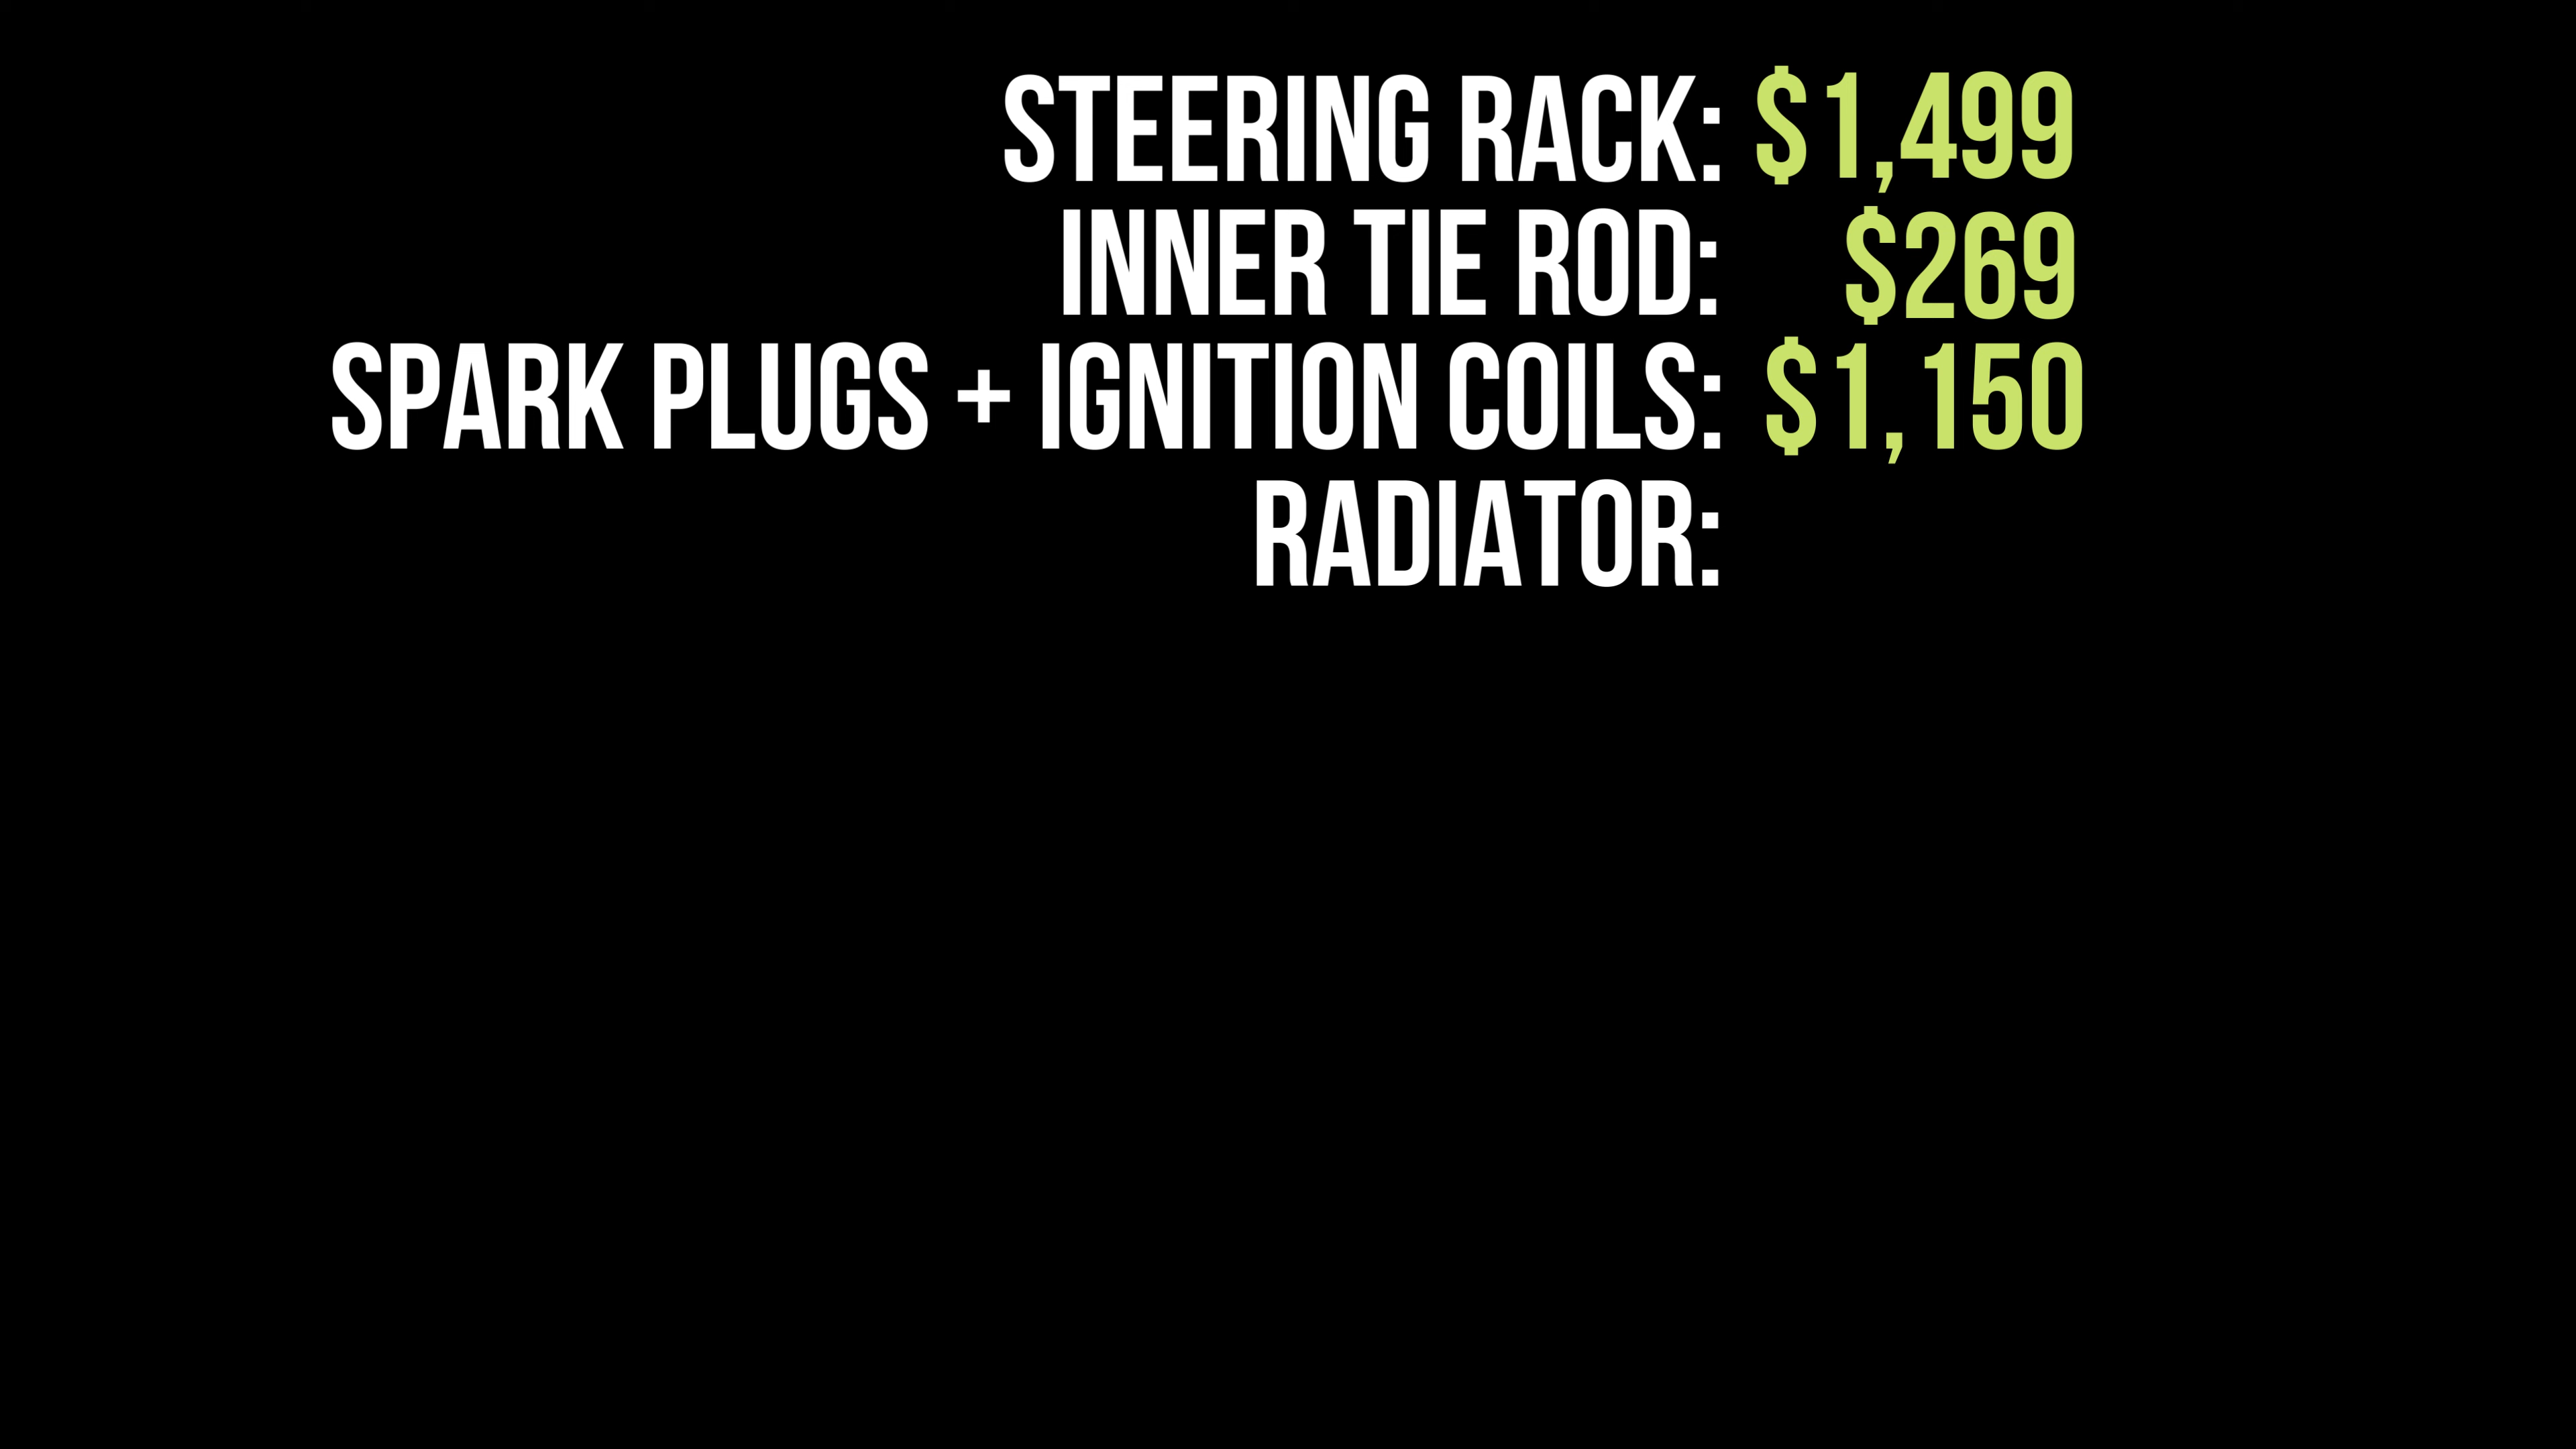 STEERING RACK: $1,499
INNER TIE ROD: $269
SPARK PLUGS + IGNITION COILS: $1,150
RADIATOR: